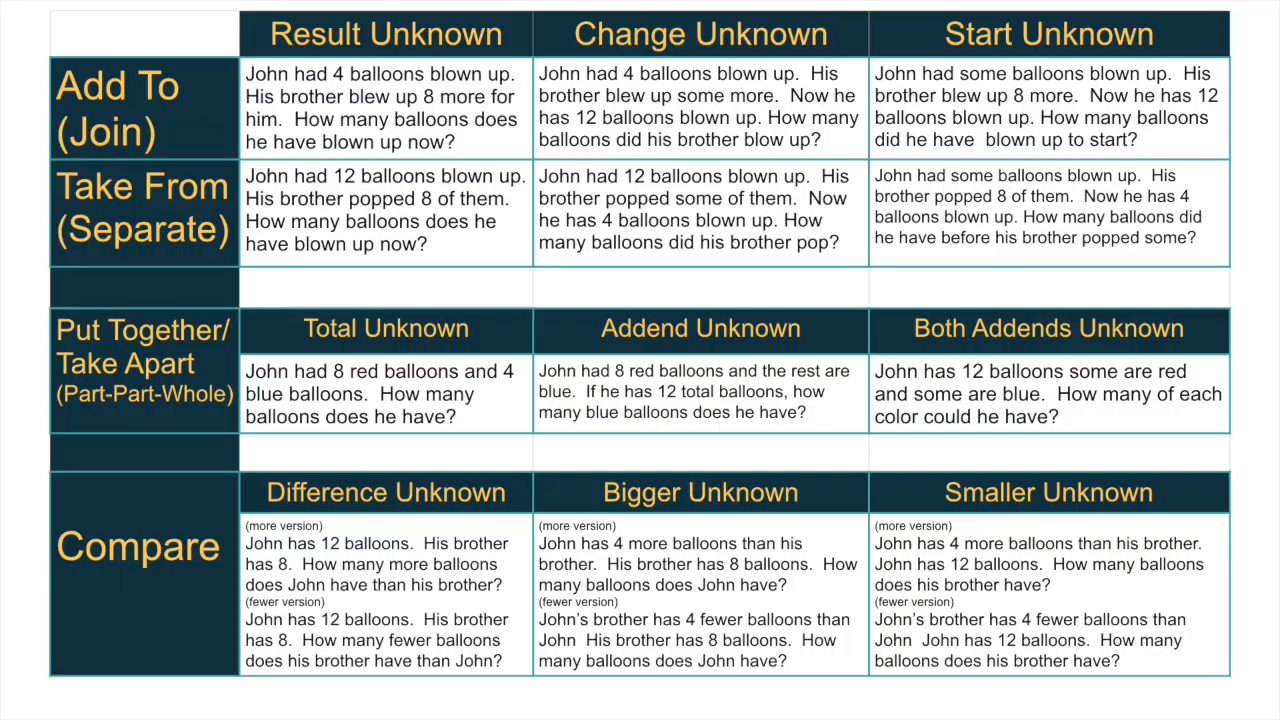 Result Unknown
Change Unknown
Start Unknown
Add To
(Join)
John had 4 balloons blown up.
His brother blew up 8 more for
him.  How many balloons does
he have blown up now?
John had 4 balloons blown up.  His
brother blew up some more.  Now he
has 12 balloons blown up. How many
balloons did his brother blow up?
John had some balloons blown up.  His
brother blew up 8 more.  Now he has 12
balloons blown up. How many balloons
did he have  blown up to start?
Take From
(Separate)
John had 12 balloons blown up.
His brother popped 8 of them.
How many balloons does he
have blown up now?
John had 12 balloons blown up.  His
brother popped some of them.  Now
he has 4 balloons blown up. How
many balloons did his brother pop?
John had some balloons blown up.  His
brother popped 8 of them.  Now he has 4
balloons blown up. How many balloons did
he have before his brother popped some?
Put Together/
Take Apart
(Part-Part-Whole)
Total Unknown
Addend Unknown
Both Addends Unknown
John had 8 red balloons and 4
blue balloons.  How many
balloons does he have?
John had 8 red balloons and the rest are
blue.  If he has 12 total balloons, how
many blue balloons does he have?
John has 12 balloons some are red
and some are blue.  How many of each
color could he have?
Compare
Difference Unknown
Bigger Unknown
Smaller Unknown
(more version)
John has 12 balloons.  His brother
has 8.  How many more balloons
does John have than his brother?
(fewer version)
John has 12 balloons.  His brother
has 8.  How many fewer balloons
does his brother have than John?
(more version)
John has 4 more balloons than his
brother.  His brother has 8 balloons.  How
many balloons does John have?
(fewer version)
John's brother has 4 fewer balloons than
John  His brother has 8 balloons.  How
many balloons does John have?
(more version)
John has 4 more balloons than his brother.
John has 12 balloons.  How many balloons
does his brother have?
(fewer version)
John's brother has 4 fewer balloons than
John  John has 12 balloons.  How many
balloons does his brother have?